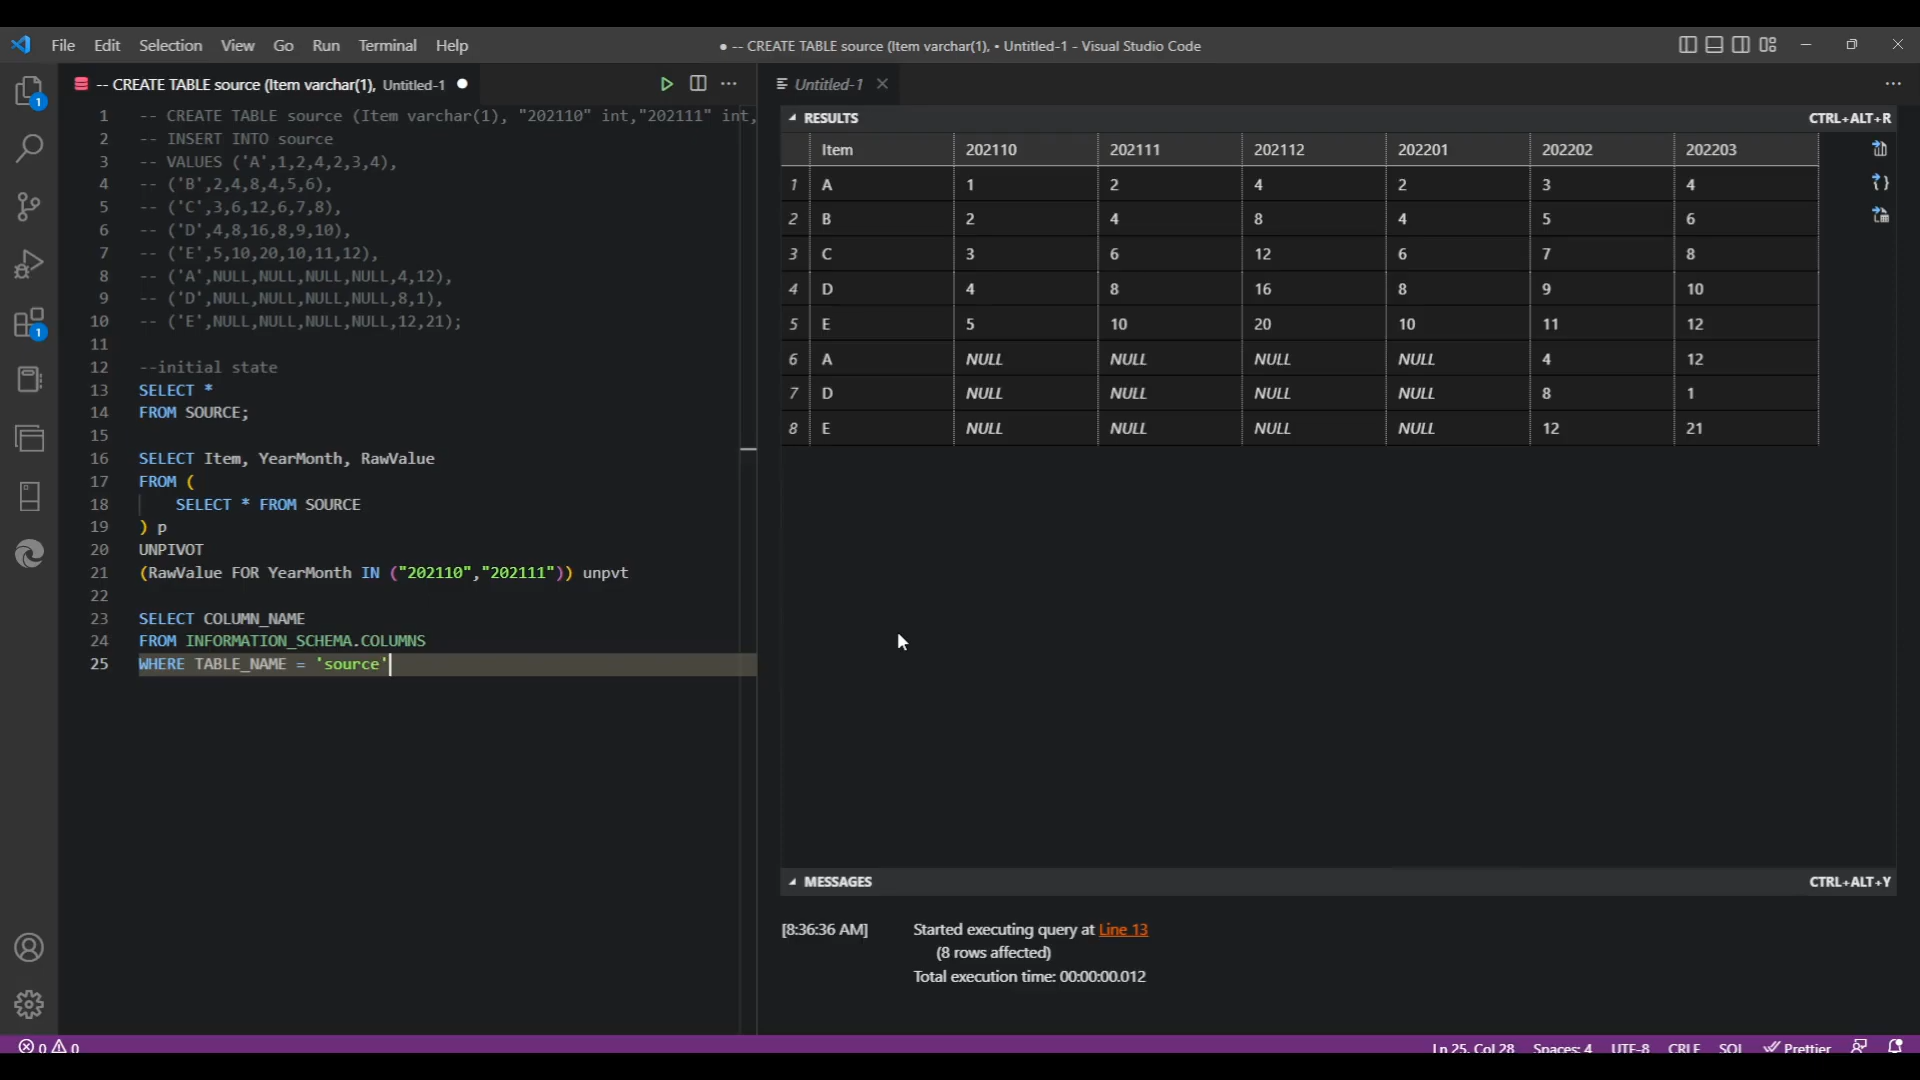 File Edit Selection View Go Run Terminal Help
● -- CREATE TABLE source (Item varchar(1), • Untitled-1 - Visual Studio Code
-- CREATE TABLE source (Item varchar(1), Untitled-1 ●
Untitled-1
1 -- CREATE TABLE source (Item varchar(1), "202110" int,"202111" int,
2 -- INSERT INTO source
3 -- VALUES ('A',1,2,4,2,3,4),
4 -- ('B',2,4,8,4,5,6),
5 -- ('C',3,6,12,6,7,8),
6 -- ('D',4,8,16,8,9,10),
7 -- ('E',5,10,20,10,11,12),
8 -- ('A',NULL,NULL,NULL,NULL,4,12),
9 -- ('D',NULL,NULL,NULL,NULL,8,1),
10 -- ('E',NULL,NULL,NULL,NULL,12,21);
11
12 --initial state
13 SELECT *
14 FROM SOURCE;
15
16 SELECT Item, YearMonth, RawValue
17 FROM (
18 SELECT * FROM SOURCE
19 ) p
20 UNPIVOT
21 (RawValue FOR YearMonth IN ("202110","202111")) unpvt
22
23 SELECT COLUMN_NAME
24 FROM INFORMATION_SCHEMA.COLUMNS
25 WHERE TABLE_NAME = 'source'
1
1
RESULTS CTRL+ALT+R
Item 202110 202111 202112 202201 202202 202203
1 A 1 2 4 2 3 4
2 B 2 4 8 4 5 6
3 C 3 6 12 6 7 8
4 D 4 8 16 8 9 10
5 E 5 10 20 10 11 12
6 A NULL NULL NULL NULL 4 12
7 D NULL NULL NULL NULL 8 1
8 E NULL NULL NULL NULL 12 21
MESSAGES CTRL+ALT+Y
[8:36:36 AM] Started executing query at Line 13
(8 rows affected)
Total execution time: 00:00:00.012
0 0 Ln 25, Col 28 Spaces: 4 UTF-8 CRLF SQL Prettier